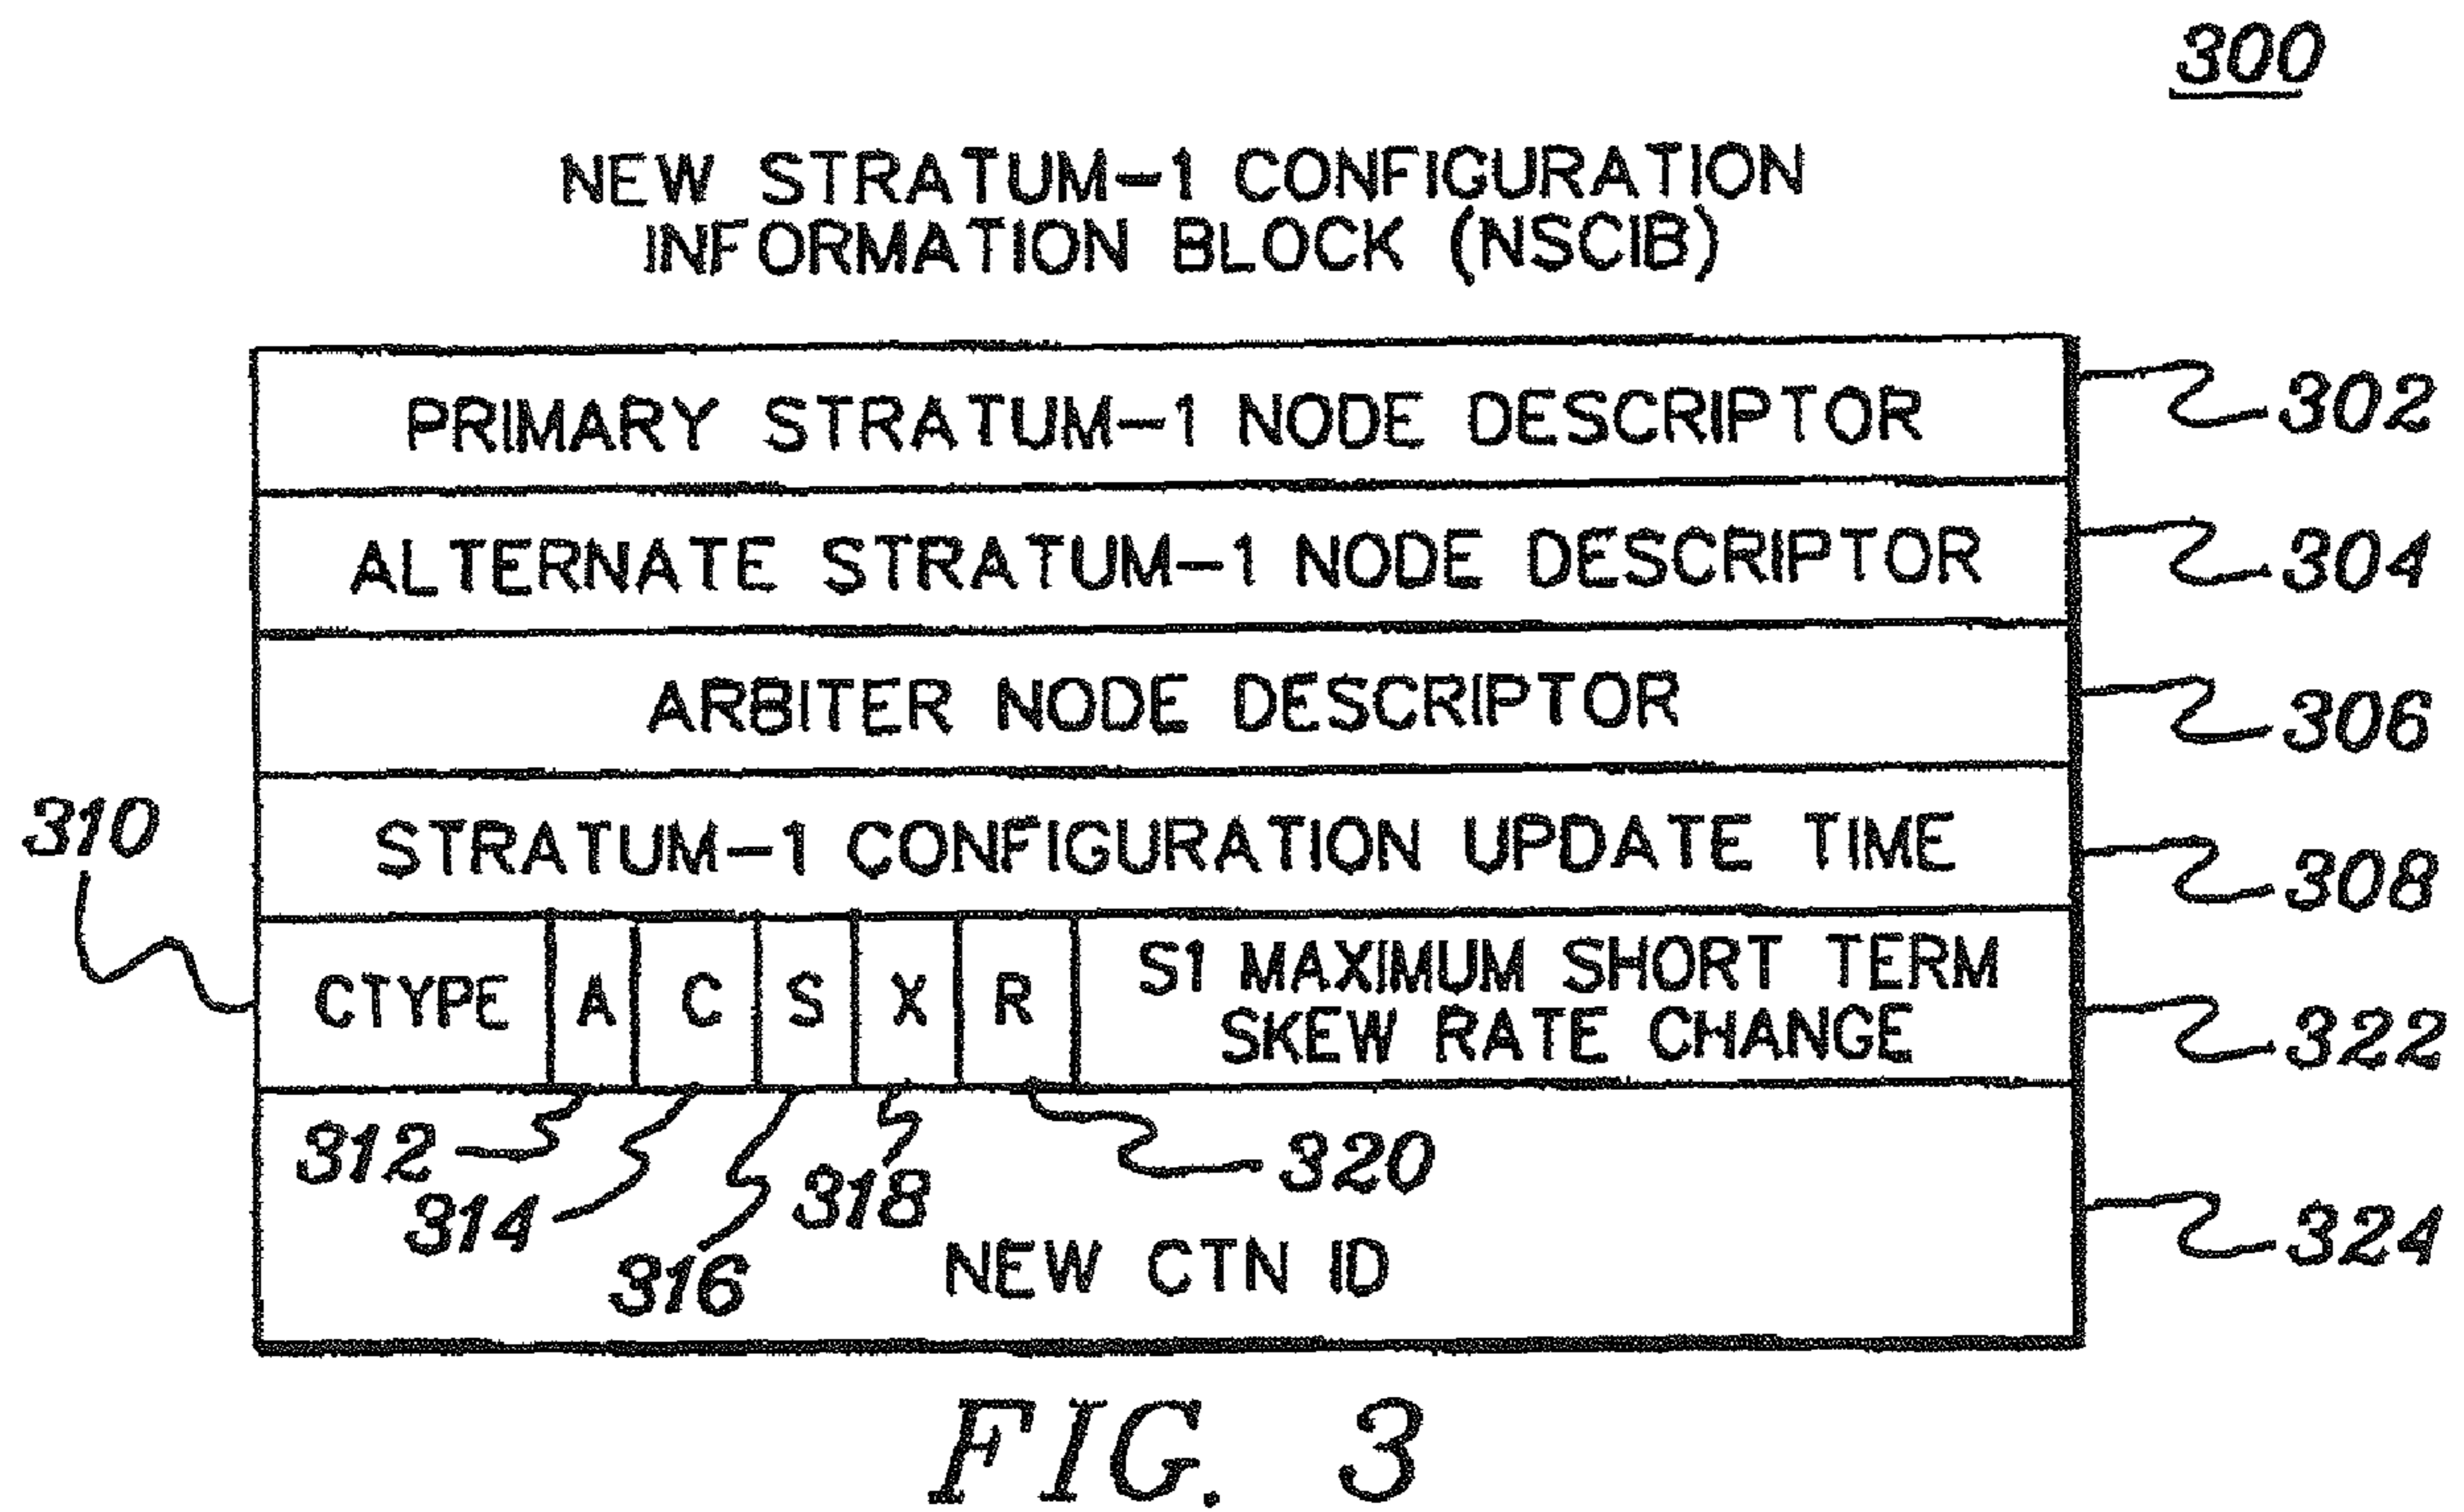 300
NEW STRATUM-1 CONFIGURATION
INFORMATION BLOCK (NSCIB)
PRIMARY STRATUM-1 NODE DESCRIPTOR
302
ALTERNATE STRATUM-1 NODE DESCRIPTOR
304
ARBITER NODE DESCRIPTOR
306
310
STRATUM-1 CONFIGURATION UPDATE TIME
308
CTYPE A C S X R
S1 MAXIMUM SHORT TERM
SKEW RATE CHANGE
322
312
314
316
318
320
NEW CTN ID
324
FIG. 3